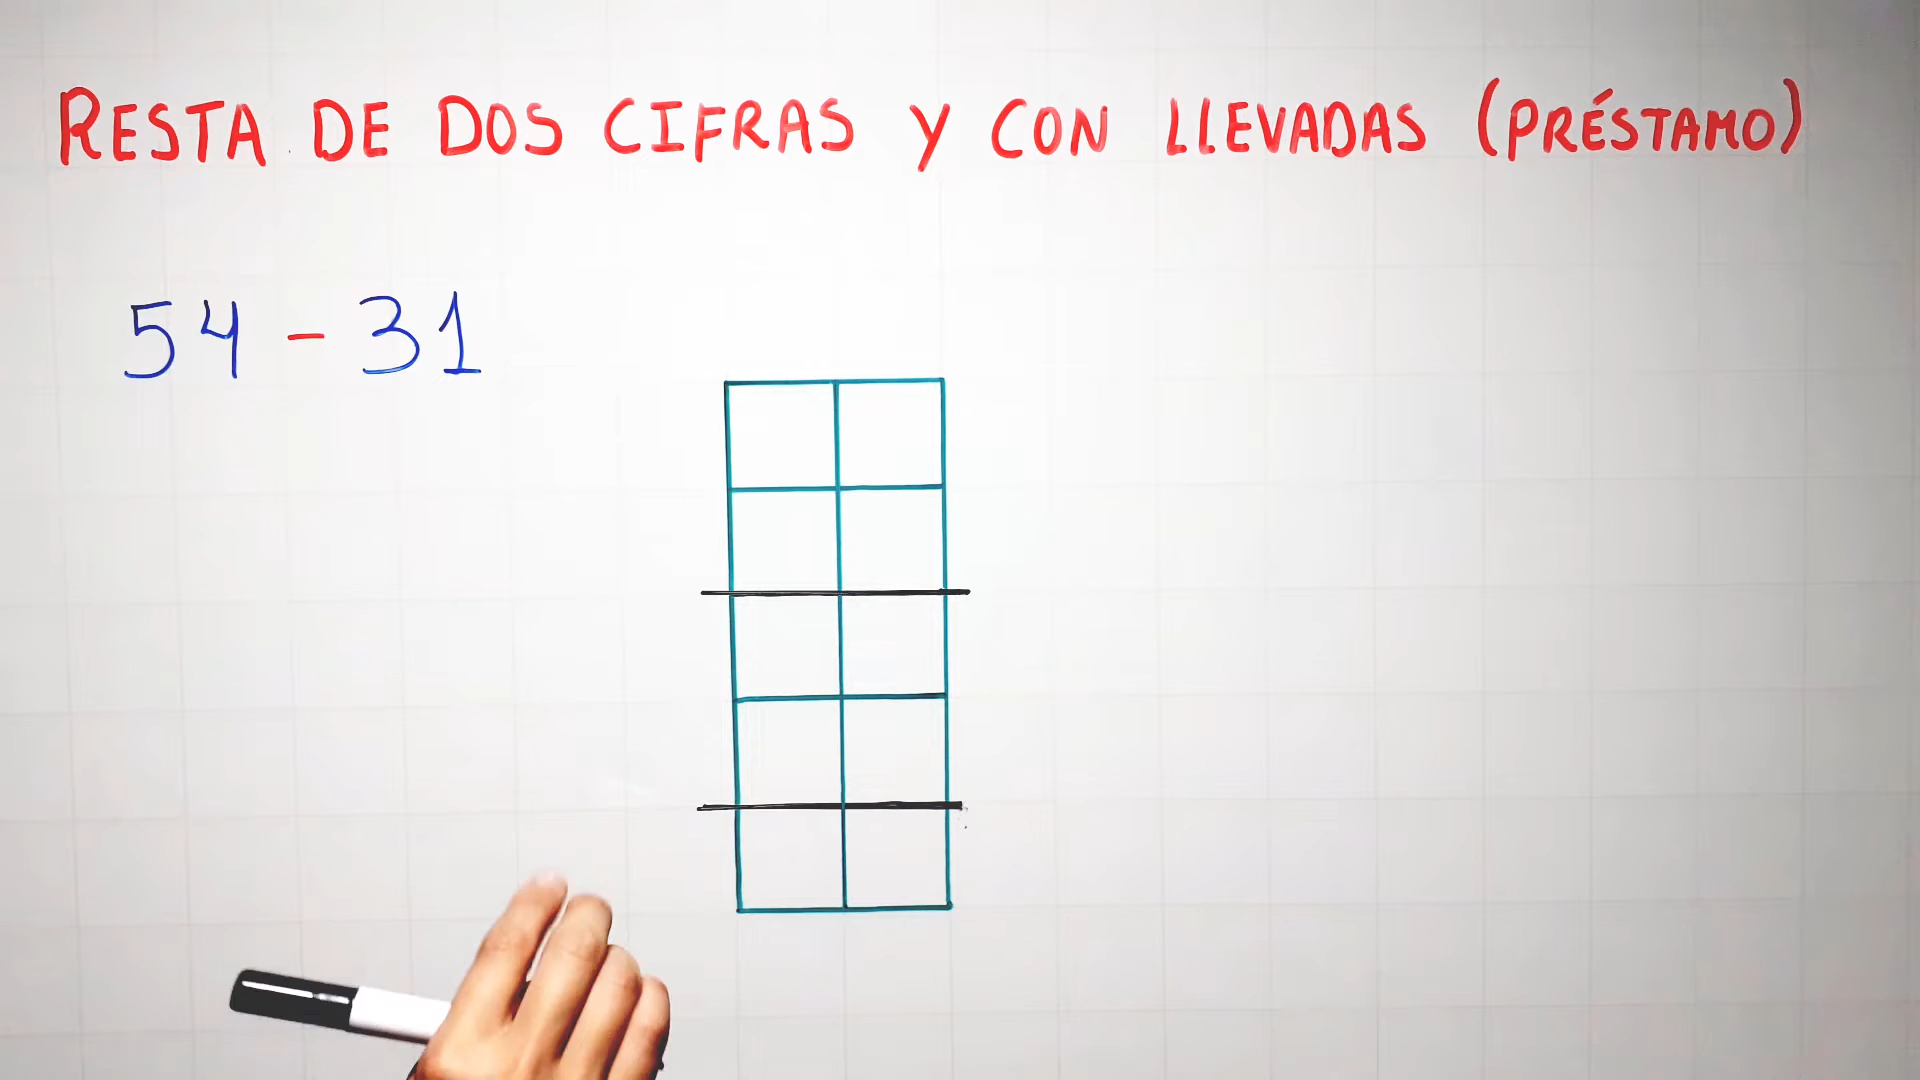 RESTA DE DOS CIFRAS Y CON LLEVADAS (PRÉSTAMO)
54 - 31